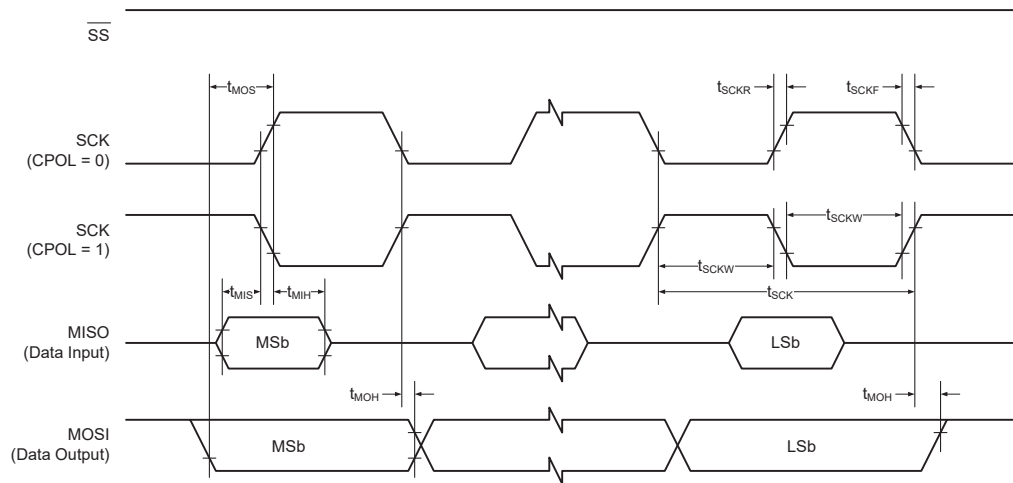 SS
tMOS
tSCKR
tSCKF
SCK
(CPOL = 0)
SCK
(CPOL = 1)
tSCKW
tSCKW
tSCK
tMIS
tMIH
MISO
(Data Input)
MSb
LSb
tMOH
tMOH
MOSI
(Data Output)
MSb
LSb